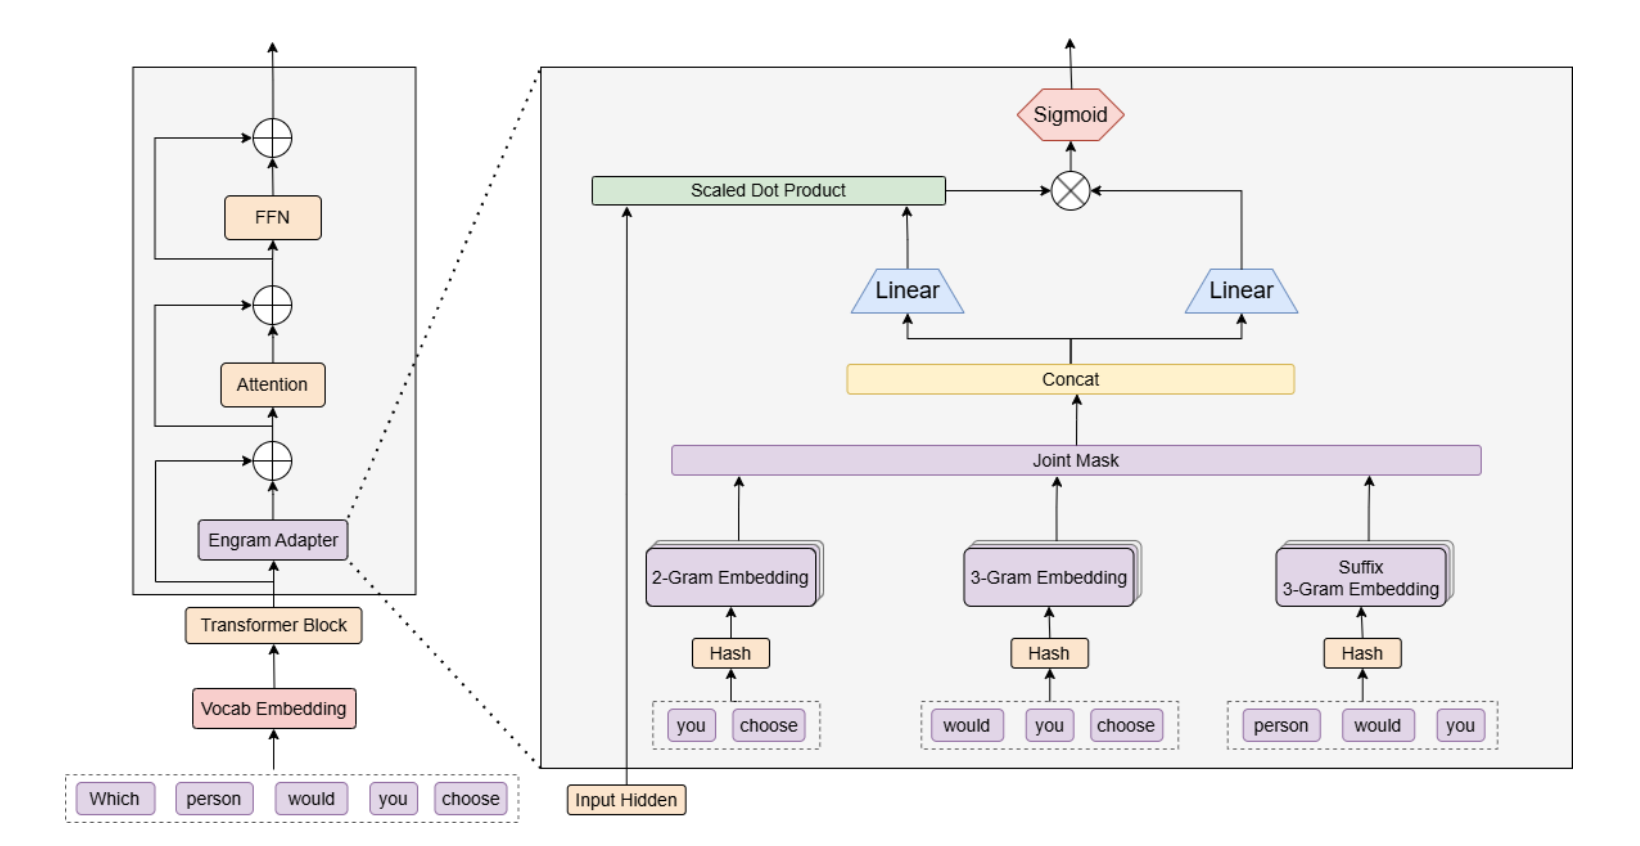 FFN
Attention
Engram Adapter
Transformer Block
Vocab Embedding
Which person would you choose
Sigmoid
Scaled Dot Product
Linear Linear
Concat
Joint Mask
2-Gram Embedding 3-Gram Embedding
Suffix
3-Gram Embedding
Hash Hash Hash
you choose would you choose person would you
Input Hidden